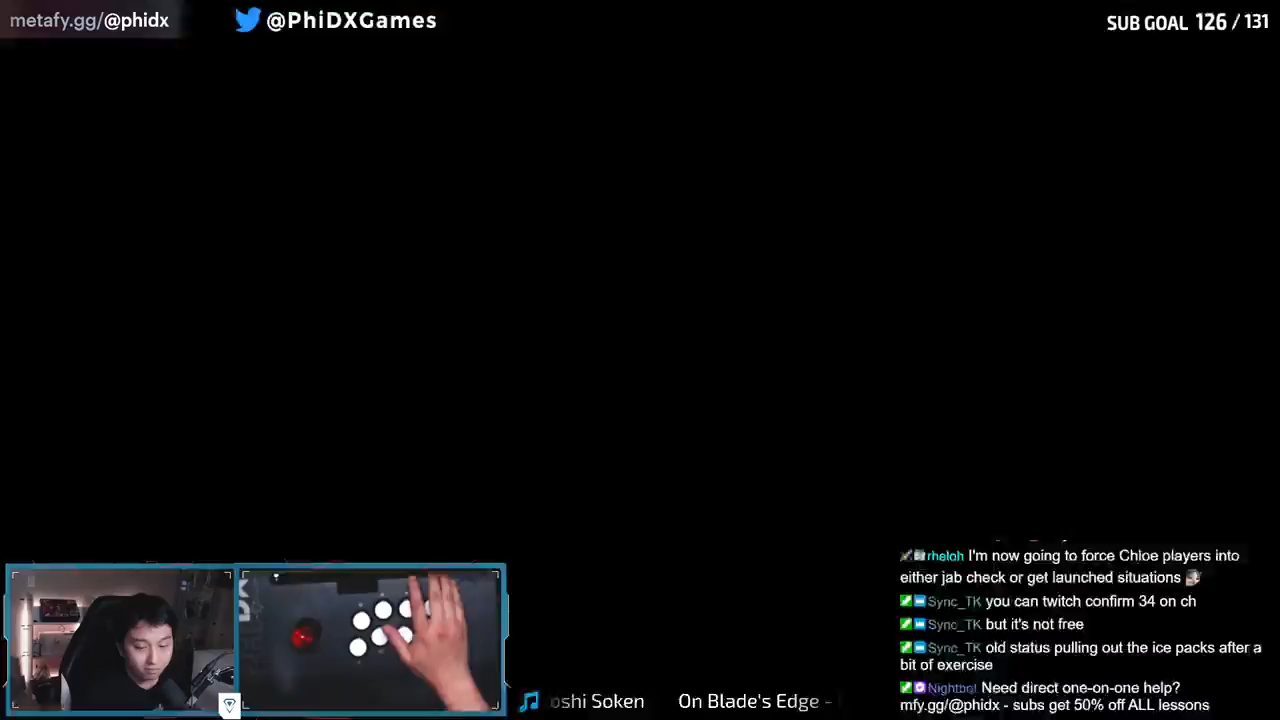 metafy.gg/@phidx
@PhiDXGames
SUB GOAL 126 / 131
rheloh I'm now going to force Chloe players into
either jab check or get launched situations
Sync_TK you can twitch confirm 34 on ch
Sync_TK but it's not free
Sync_TK old status pulling out the ice packs after a
bit of exercise
Nightbot Need direct one-on-one help?
mfy.gg/@phidx - subs get 50% off ALL lessons
oshi Soken On Blade's Edge -